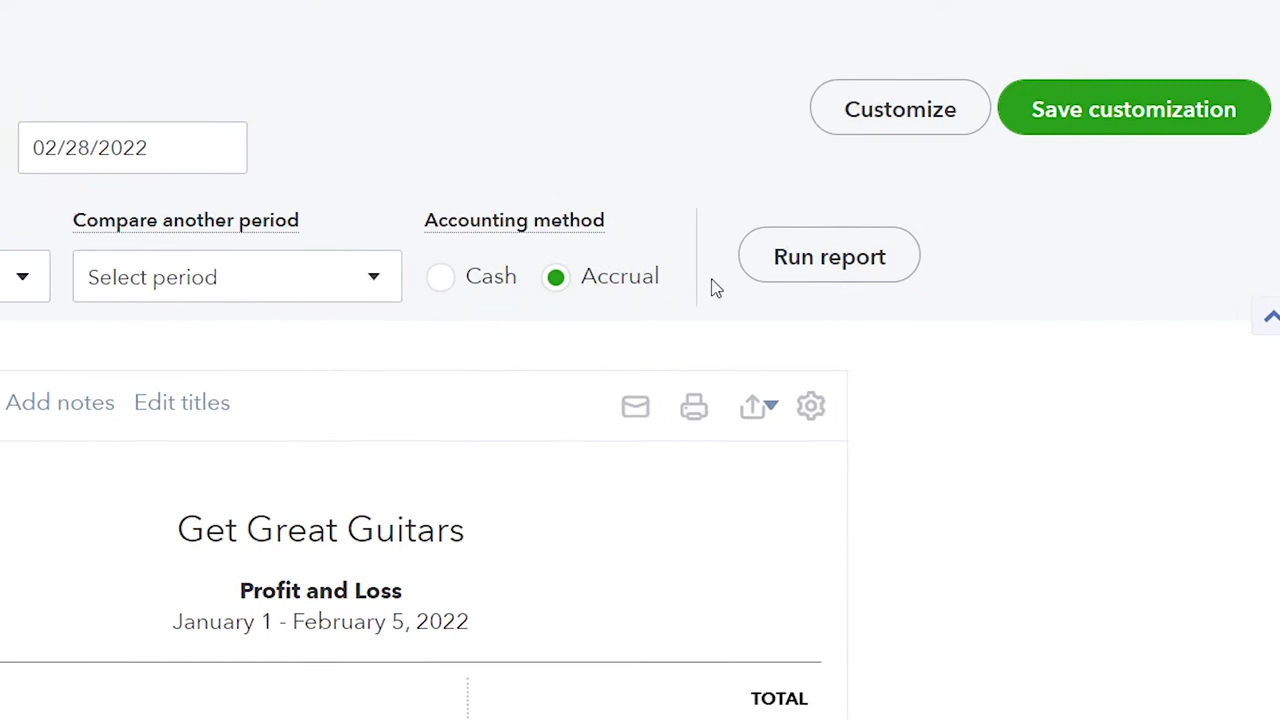 Customize
Save customization
02/28/2022
Compare another period
Accounting method
Select period
Cash
Accrual
Run report
Add notes
Edit titles
Get Great Guitars
Profit and Loss
January 1 - February 5, 2022
TOTAL